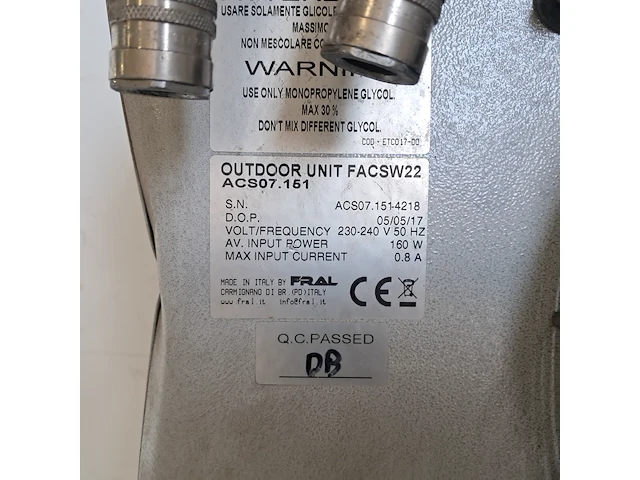 USARE SOLAMENTE
MASSIMO
NON MESCOLARE
USE ONLY MONOPROPYLENE GLYCOL.
MAX 30 %
DON'T MIX DIFFERENT GLYCOL.
COD - ETC017-00
OUTDOOR UNIT FACSW22
ACS07.151
S.N. ACS07.151-4218
D.O.P. 05/05/17
VOLT/FREQUENCY 230-240 V 50 HZ
AV. INPUT POWER 160 W
MAX INPUT CURRENT 0.8 A
MADE IN ITALY BY FRAL
CARMIGNANO DI BR (PD)ITALY
www.fral.it info@fral.it
CE
Q.C.PASSED
DB